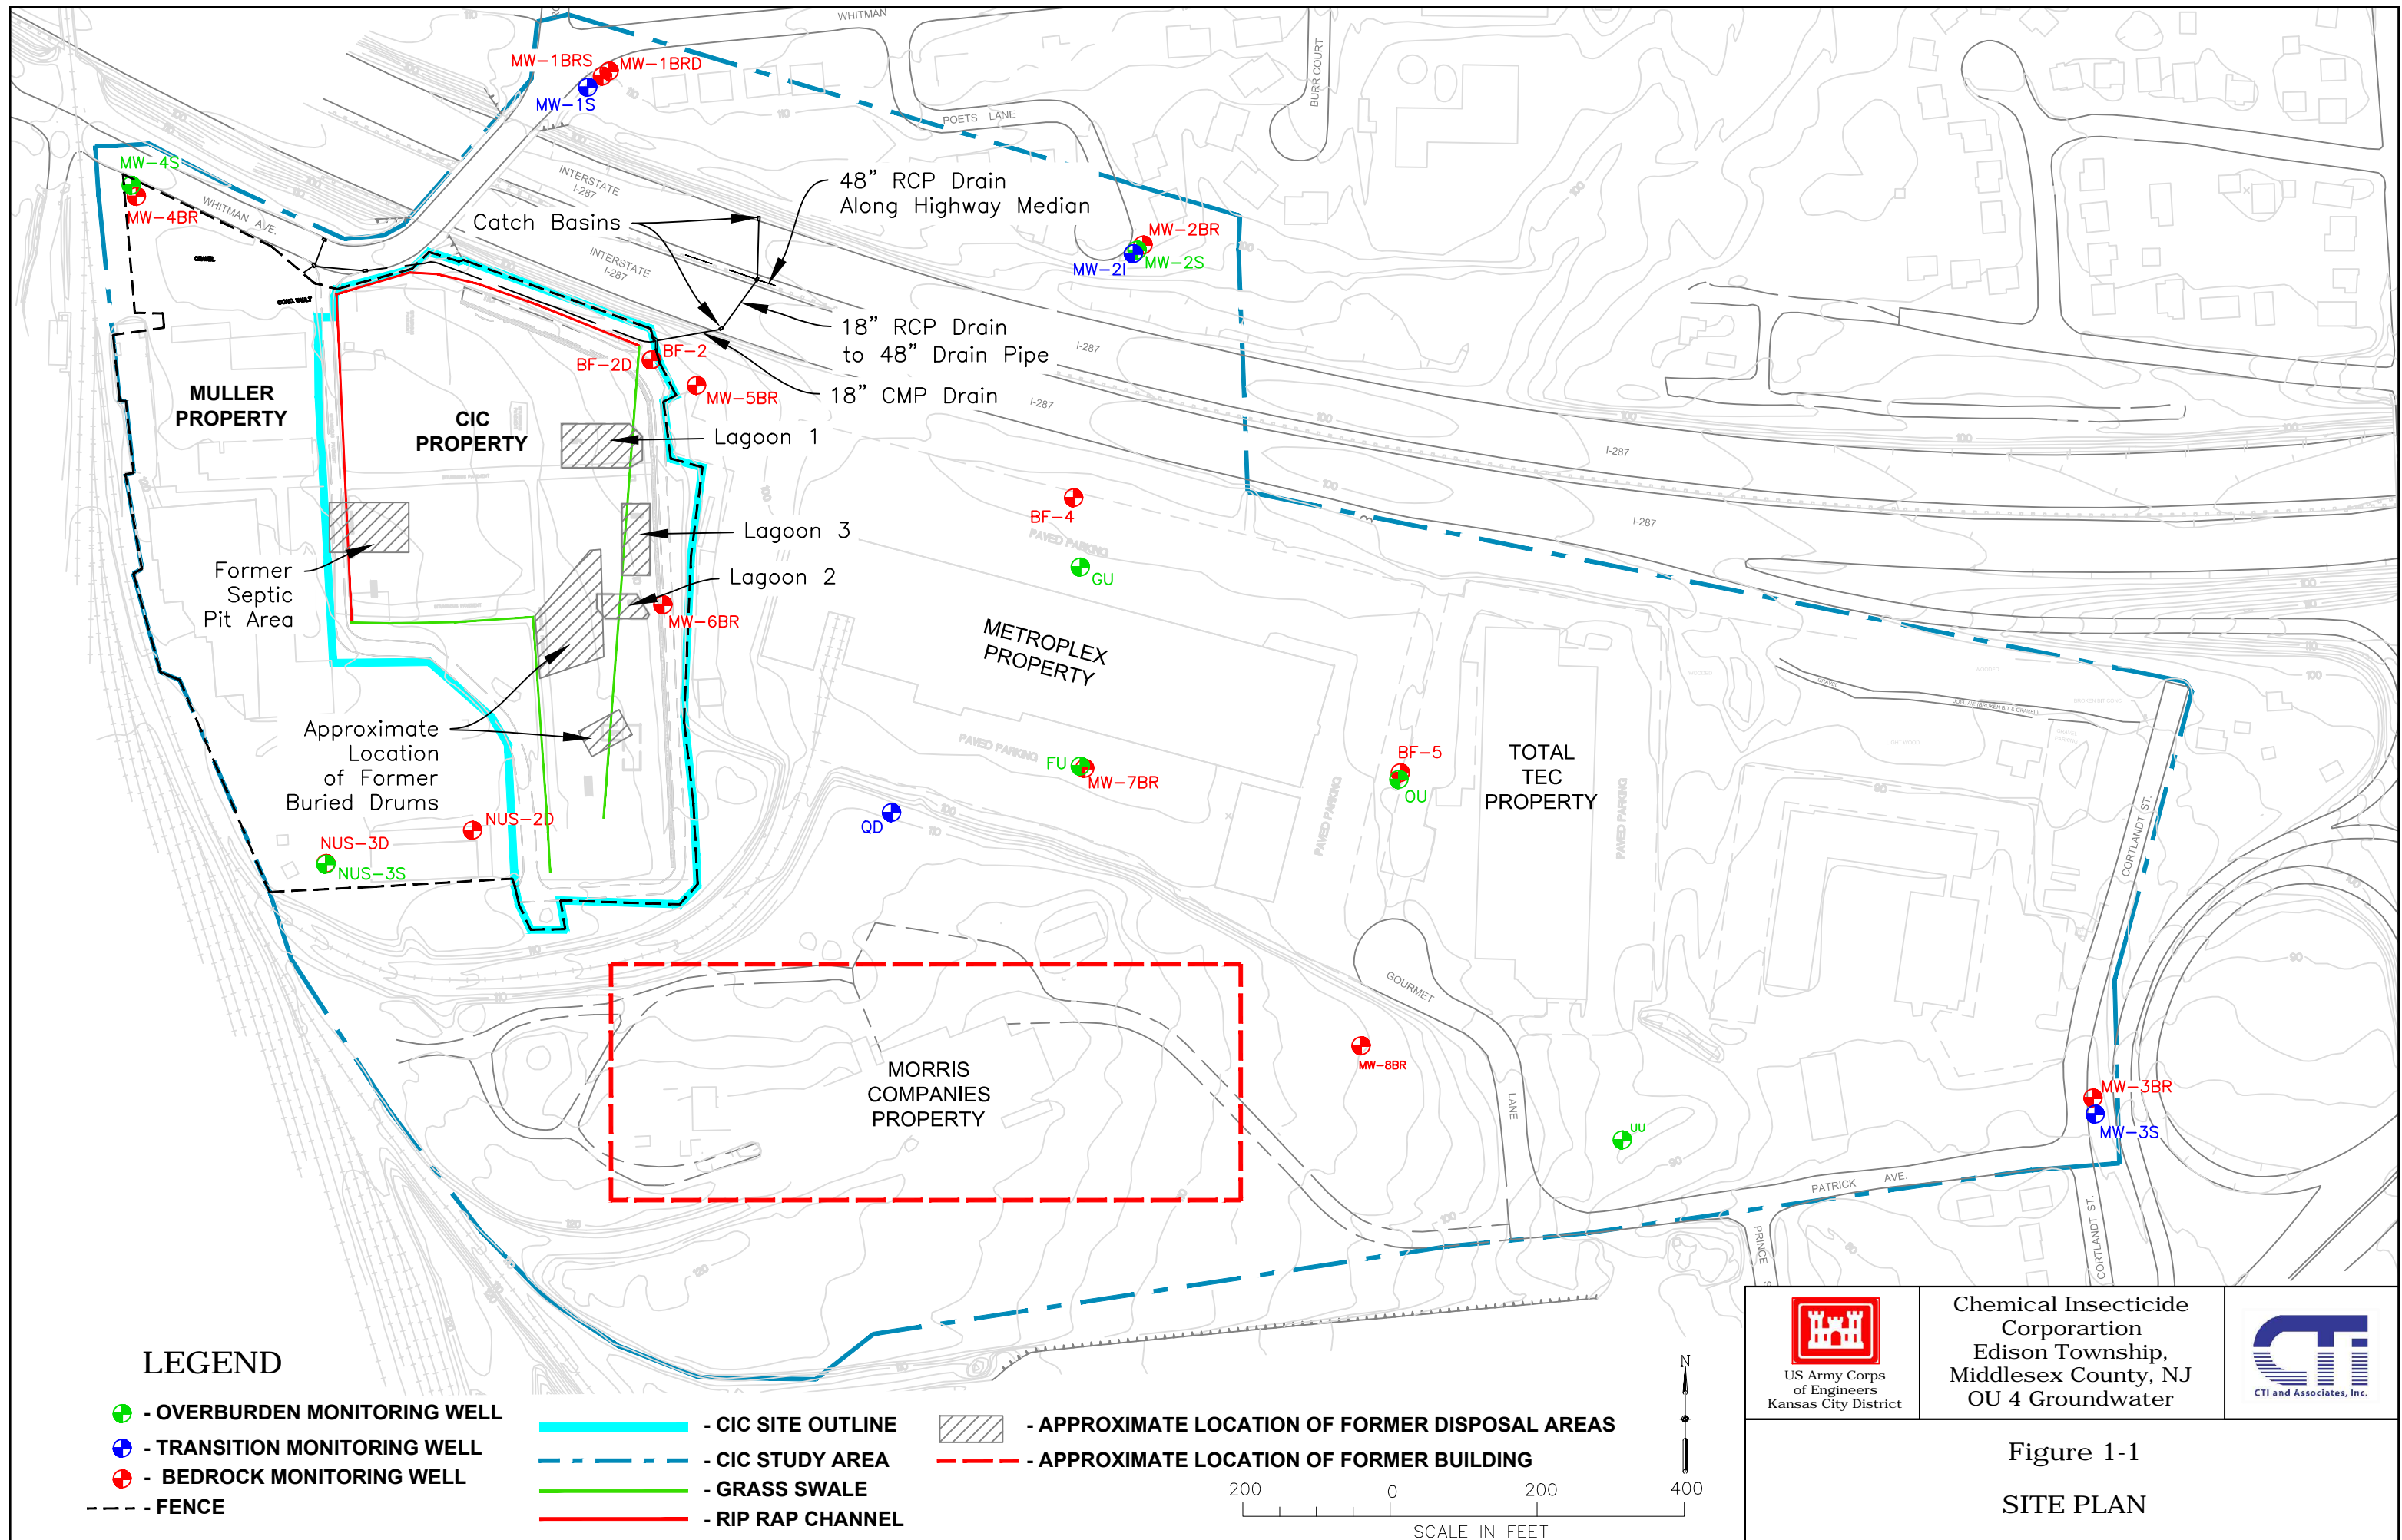 WHITMAN
MW-1BRS
MW-1BRD
MW-1S
BURR COURT
POETS LANE
MW-4S
MW-4BR
WHITMAN AVE.
INTERSTATE
I-287
48" RCP Drain
Along Highway Median
Catch Basins
INTERSTATE
I-287
MW-2BR
MW-2I
MW-2S
GRAVEL
CONC. VAULT
18" RCP Drain
to 48" Drain Pipe
18" CMP Drain
I-287
I-287
I-287
I-287
BF-2D
BF-2
MW-5BR
MULLER
PROPERTY
CIC
PROPERTY
Lagoon 1
Lagoon 3
Lagoon 2
BF-4
PAVED PARKING
GU
Former
Septic
Pit Area
MW-6BR
METROPLEX
PROPERTY
Approximate
Location
of Former
Buried Drums
PAVED PARKING
FU
MW-7BR
BF-5
OU
TOTAL
TEC
PROPERTY
PAVED PARKING
PAVED PARKING
GRAVEL
CORTLANDT ST.
QD
NUS-2D
NUS-3D
NUS-3S
GOURMET
LANE
MORRIS
COMPANIES
PROPERTY
MW-8BR
UU
MW-3BR
MW-3S
PATRICK AVE.
PRINCE S
CORTLANDT ST.
100
110
120
90
LEGEND
- OVERBURDEN MONITORING WELL
- TRANSITION MONITORING WELL
- BEDROCK MONITORING WELL
- FENCE
- CIC SITE OUTLINE
- CIC STUDY AREA
- GRASS SWALE
- RIP RAP CHANNEL
- APPROXIMATE LOCATION OF FORMER DISPOSAL AREAS
- APPROXIMATE LOCATION OF FORMER BUILDING
200 0 200 400
SCALE IN FEET
N
US Army Corps
of Engineers
Kansas City District
Chemical Insecticide
Corporartion
Edison Township,
Middlesex County, NJ
OU 4 Groundwater
CTi
CTI and Associates, Inc.
Figure 1-1
SITE PLAN